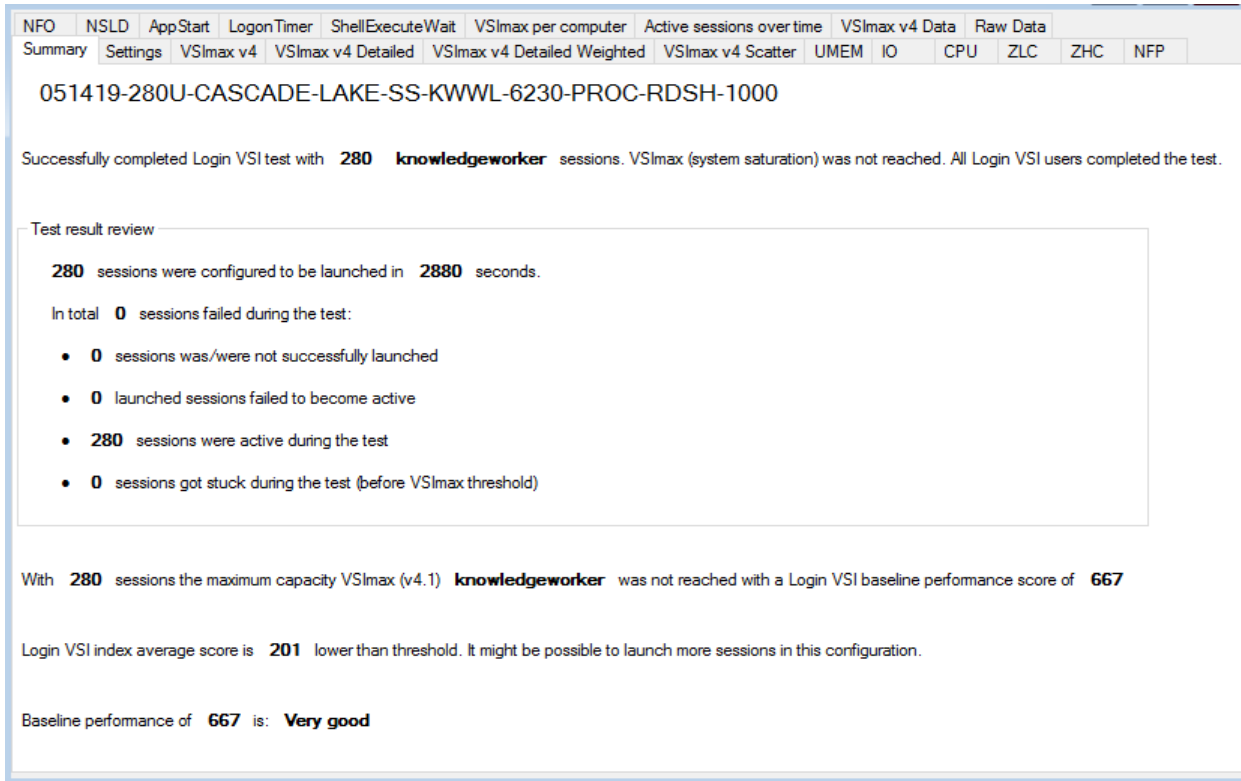 NFO NSLD AppStart LogonTimer ShellExecuteWait VSImax per computer Active sessions over time VSImax v4 Data Raw Data
Summary Settings VSImax v4 VSImax v4 Detailed VSImax v4 Detailed Weighted VSImax v4 Scatter UMEM IO CPU ZLC ZHC NFP
051419-280U-CASCADE-LAKE-SS-KWWL-6230-PROC-RDSH-1000
Successfully completed Login VSI test with 280 knowledgeworker sessions. VSImax (system saturation) was not reached. All Login VSI users completed the test.
Test result review
280 sessions were configured to be launched in 2880 seconds.
In total 0 sessions failed during the test:
• 0 sessions was/were not successfully launched
• 0 launched sessions failed to become active
• 280 sessions were active during the test
• 0 sessions got stuck during the test (before VSImax threshold)
With 280 sessions the maximum capacity VSImax (v4.1) knowledgeworker was not reached with a Login VSI baseline performance score of 667
Login VSI index average score is 201 lower than threshold. It might be possible to launch more sessions in this configuration.
Baseline performance of 667 is: Very good